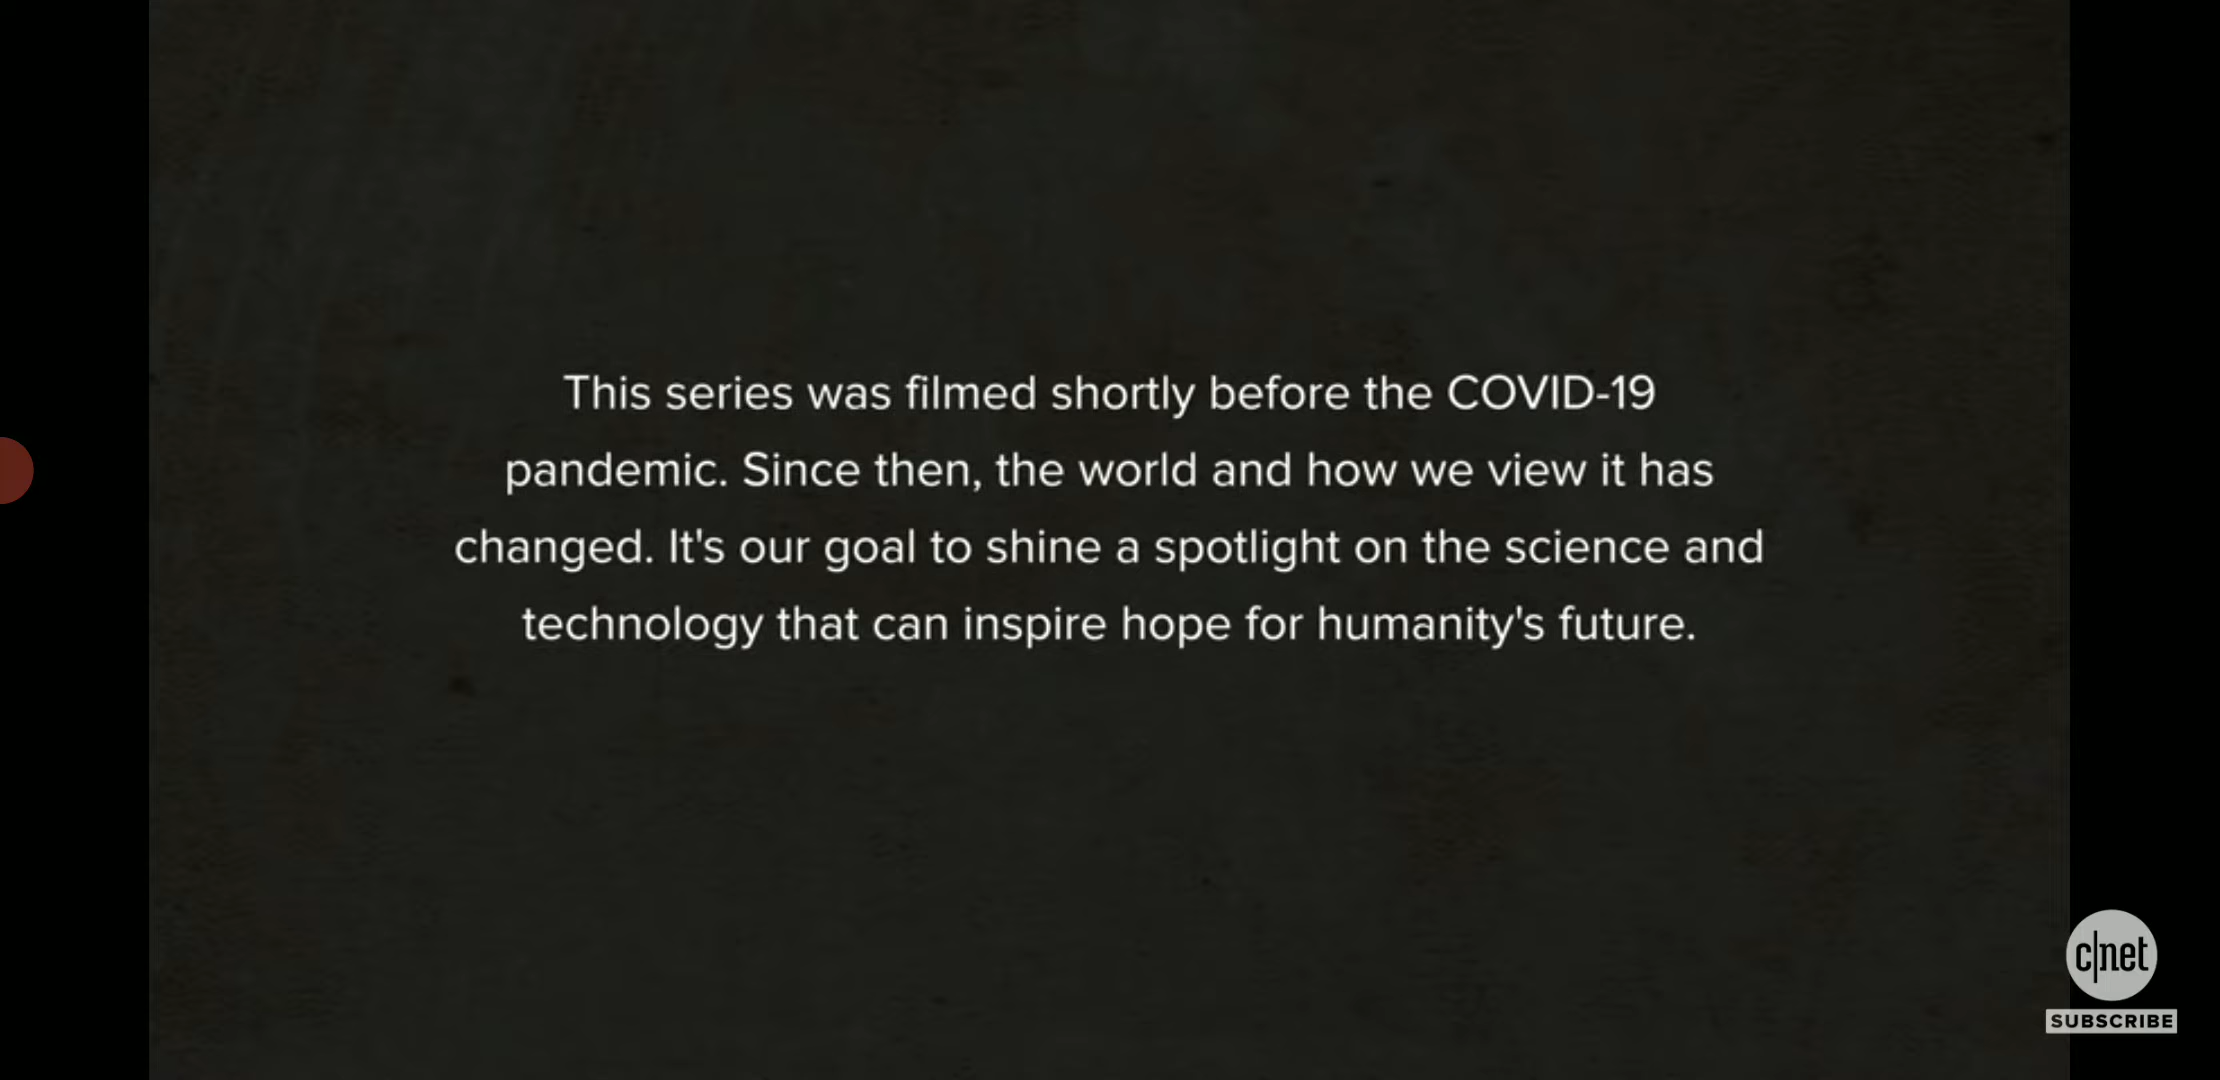 This series was filmed shortly before the COVID-19
pandemic. Since then, the world and how we view it has
changed. It's our goal to shine a spotlight on the science and
technology that can inspire hope for humanity's future.
c|net
SUBSCRIBE